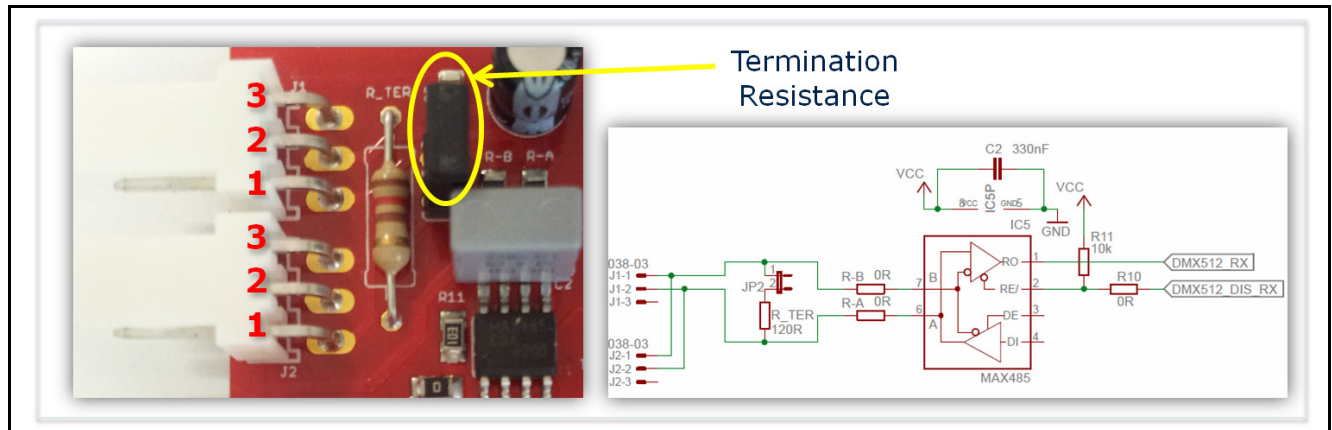 Termination
Resistance
3
2
1
3
2
1
J1
R_TER
R-B R-A
R11
C2
J2
103
0
C2 330nF
VCC
VCC
8
VCC
IC5P
GND
5
GND
IC5
R11
10k
038-03
J1-1
J1-2
J1-3
JP2
1
2
R-B 0R
R-A 0R
7
B
6
A
R_TER
120R
RO
1
RE/
2
DE
3
DI
4
R10
0R
DMX512_RX
DMX512_DIS_RX
038-03
J2-1
J2-2
J2-3
MAX485